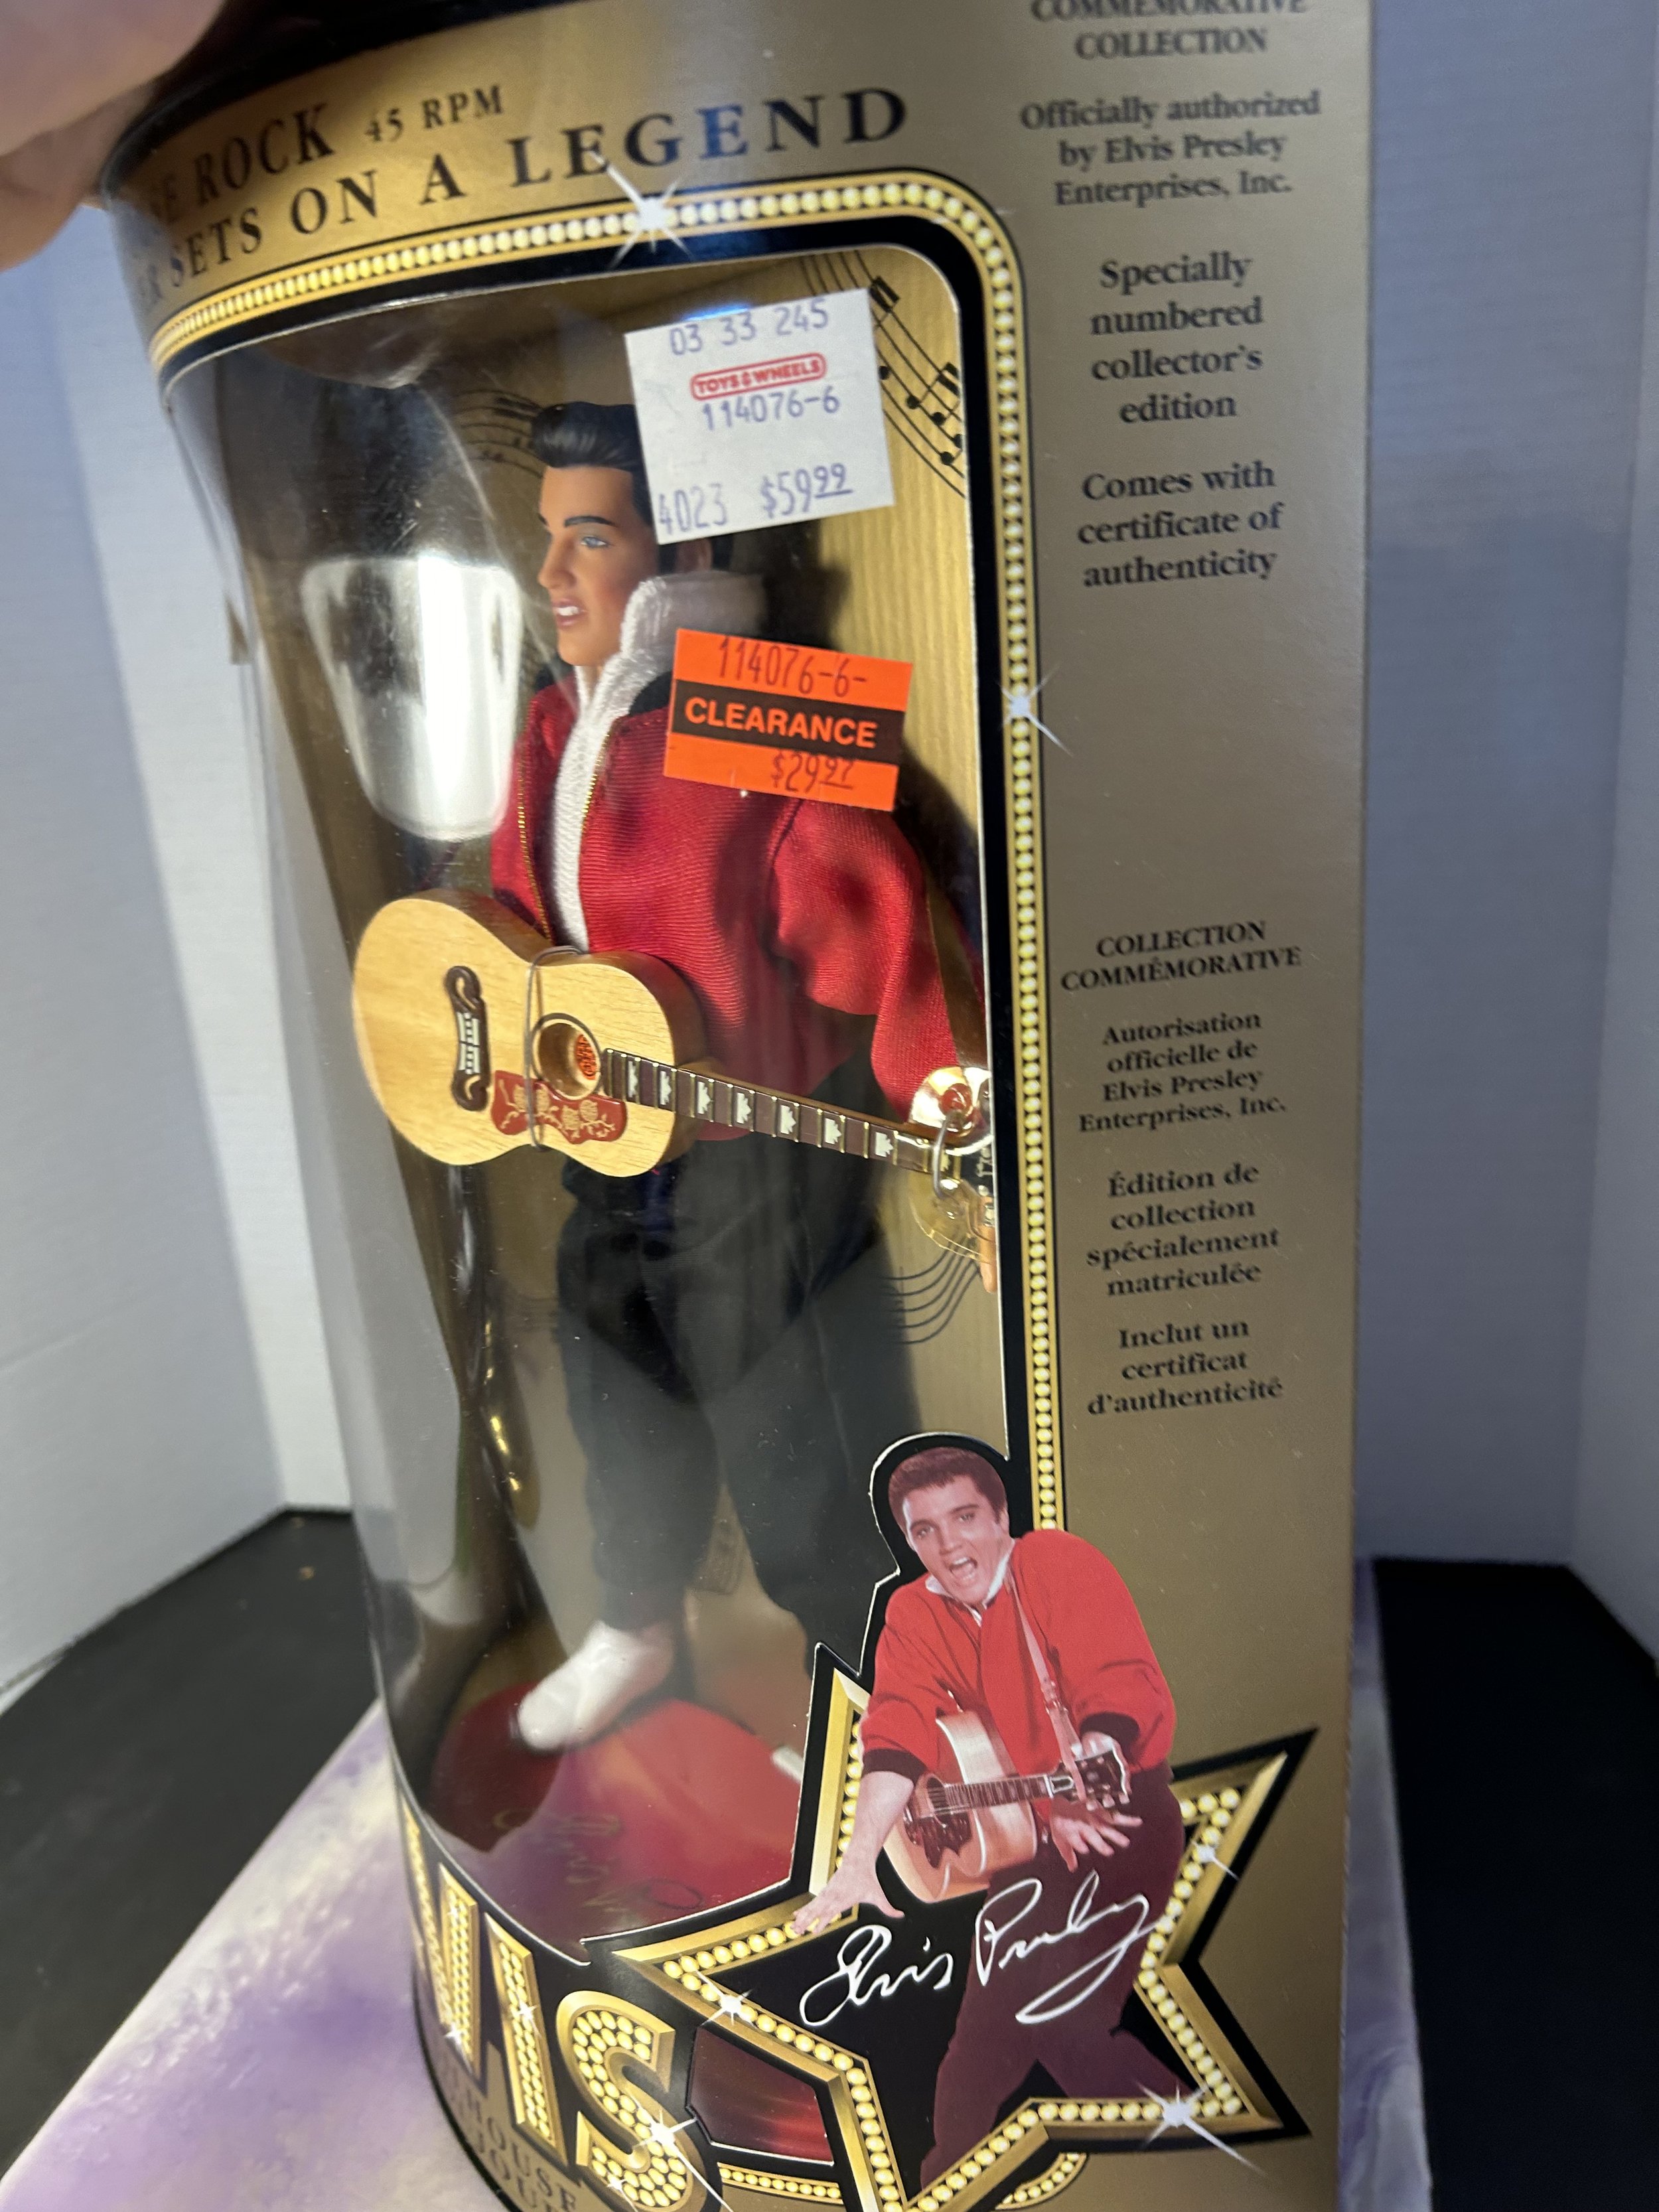 ROCK 45 RPM
SETS ON A LEGEND
COMMEMORATIVE
COLLECTION
Officially authorized
by Elvis Presley
Enterprises, Inc.
Specially
numbered
collector's
edition
Comes with
certificate of
authenticity
03 33 245
TOYS & WHEELS
114076-6
4023 $59.99
114076-6-
CLEARANCE
$29.97
COLLECTION
COMMÉMORATIVE
Autorisation
officielle de
Elvis Presley
Enterprises, Inc.
Édition de
collection
spécialement
matriculée
Inclut un
certificat
d'authenticité
Elvis Presley
VIS